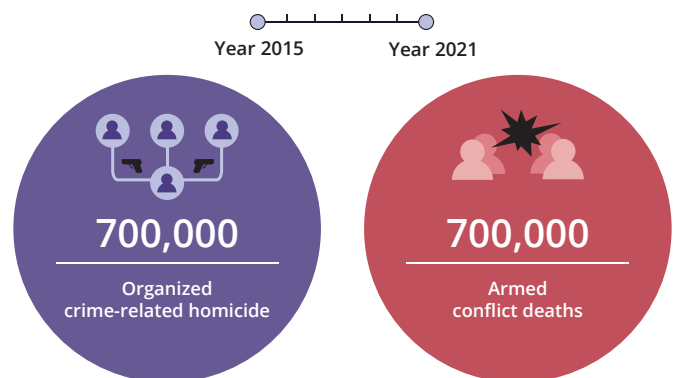 Year 2015
Year 2021
700,000
Organized
crime-related homicide
700,000
Armed
conflict deaths